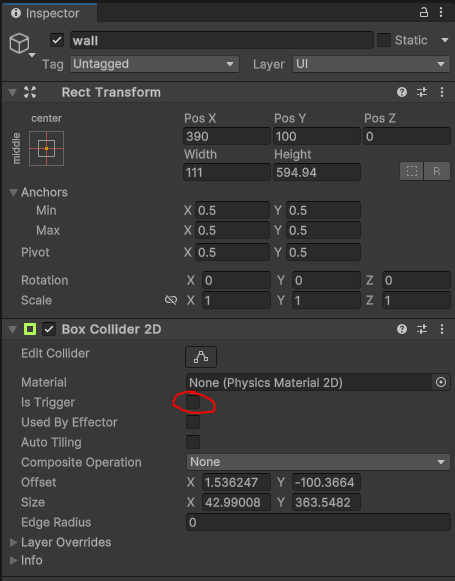 Inspector
wall Static
Tag Untagged Layer UI
Rect Transform
center
middle
Pos X Pos Y Pos Z
390 100 0
Width Height
111 594.94
R
Anchors
Min X 0.5 Y 0.5
Max X 0.5 Y 0.5
Pivot X 0.5 Y 0.5
Rotation X 0 Y 0 Z 0
Scale X 1 Y 1 Z 1
Box Collider 2D
Edit Collider
Material None (Physics Material 2D)
Is Trigger
Used By Effector
Auto Tiling
Composite Operation None
Offset X 1.536247 Y -100.3664
Size X 42.99008 Y 363.5482
Edge Radius 0
Layer Overrides
Info